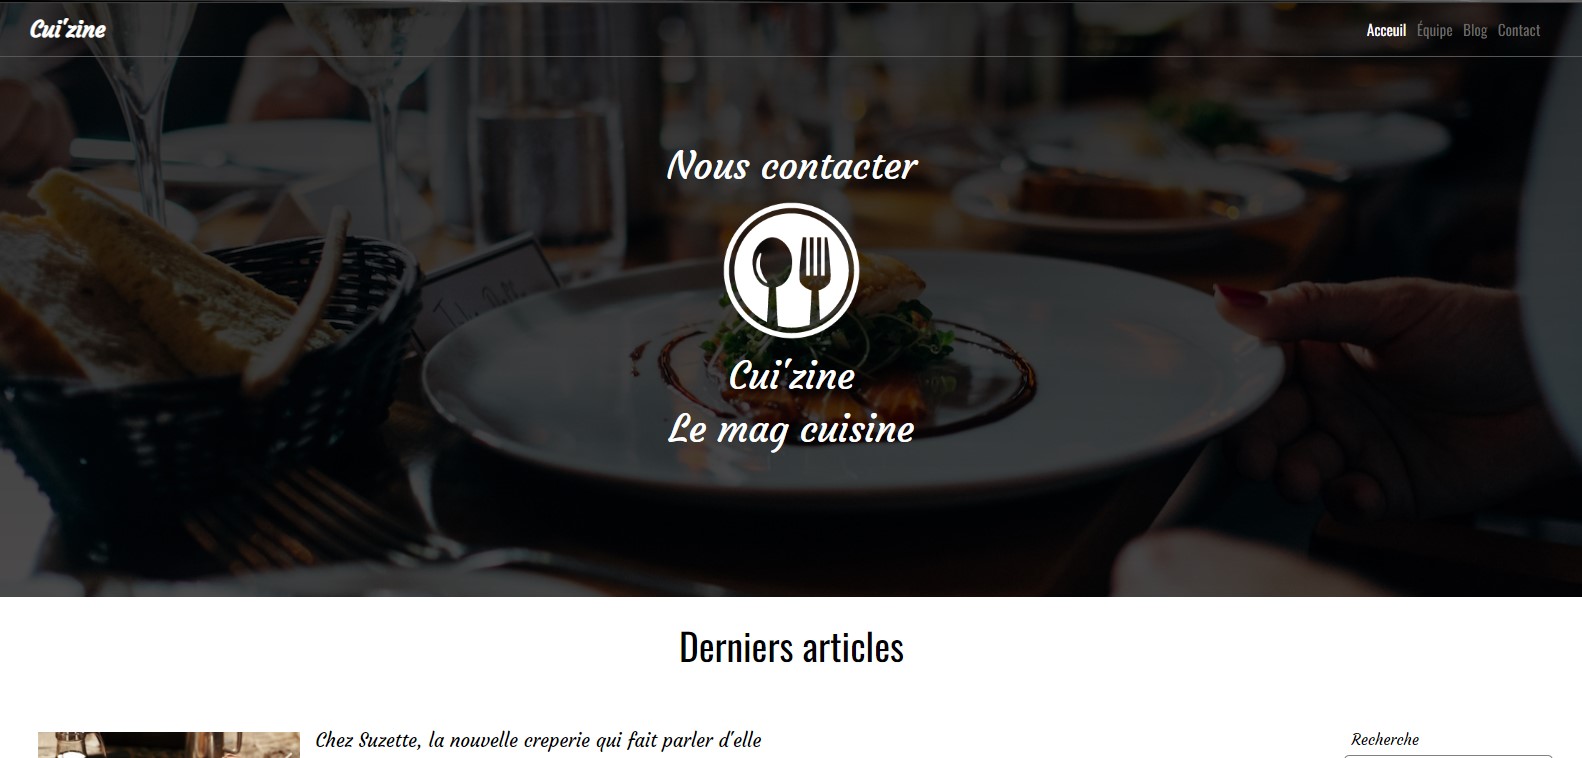 Cui'zine
Acceuil Équipe Blog Contact
Nous contacter
Cui'zine
Le mag cuisine
Derniers articles
Chez Suzette, la nouvelle creperie qui fait parler d'elle
Recherche